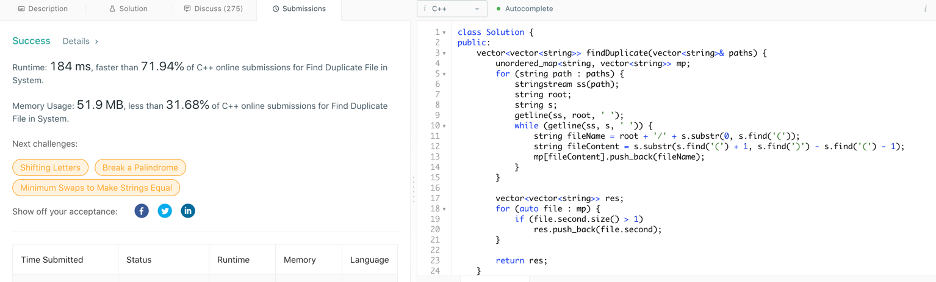 Description
Solution
Discuss (275)
Submissions
Success
Details >
Runtime: 184 ms, faster than 71.94% of C++ online submissions for Find Duplicate File in
System.
Memory Usage: 51.9 MB, less than 31.68% of C++ online submissions for Find Duplicate
File in System.
Next challenges:
Shifting Letters
Break a Palindrome
Minimum Swaps to Make Strings Equal
Show off your acceptance:
Time Submitted
Status
Runtime
Memory
Language
i C++
Autocomplete
i
1 class Solution {
2 public:
3 vector<vector<string>> findDuplicate(vector<string>& paths) {
4 unordered_map<string, vector<string>> mp;
5 for (string path : paths) {
6 stringstream ss(path);
7 string root;
8 string s;
9 getline(ss, root, ' ');
10 while (getline(ss, s, ' ')) {
11 string fileName = root + '/' + s.substr(0, s.find('('));
12 string fileContent = s.substr(s.find('(') + 1, s.find(')') - s.find('(') - 1);
13 mp[fileContent].push_back(fileName);
14 }
15 }
16
17 vector<vector<string>> res;
18 for (auto file : mp) {
19 if (file.second.size() > 1)
20 res.push_back(file.second);
21 }
22
23 return res;
24 }